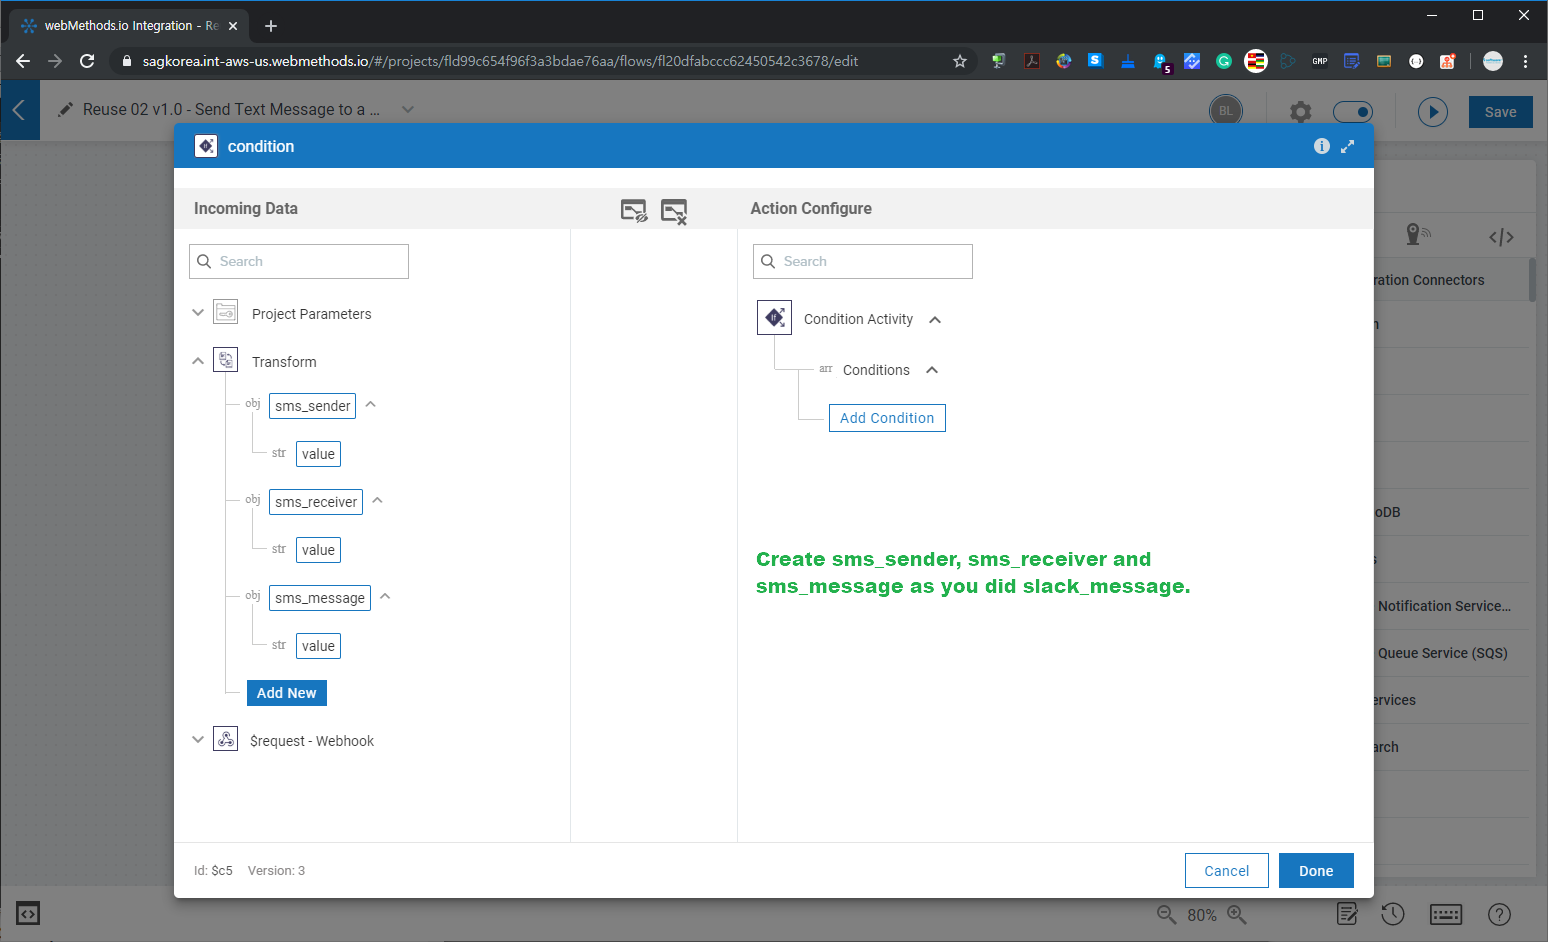 webMethods.io Integration - Re
sagkorea.int-aws-us.webmethods.io/#/projects/fld99c654f96f3a3bdae76aa/flows/fl20dfabccc62450542c3678/edit
5
GMP
Reuse 02 v1.0 - Send Text Message to a ...
BL
Save
If
condition
Incoming Data
Action Configure
Search
Search
Project Parameters
If
Condition Activity
Transform
arr Conditions
obj sms_sender
Add Condition
str value
obj sms_receiver
str value
obj sms_message
str value
Add New
$request - Webhook
Create sms_sender, sms_receiver and
sms_message as you did slack_message.
ration Connectors
n
oDB
s
Notification Service...
Queue Service (SQS)
ervices
arch
Id: $c5 Version: 3
Cancel
Done
80%